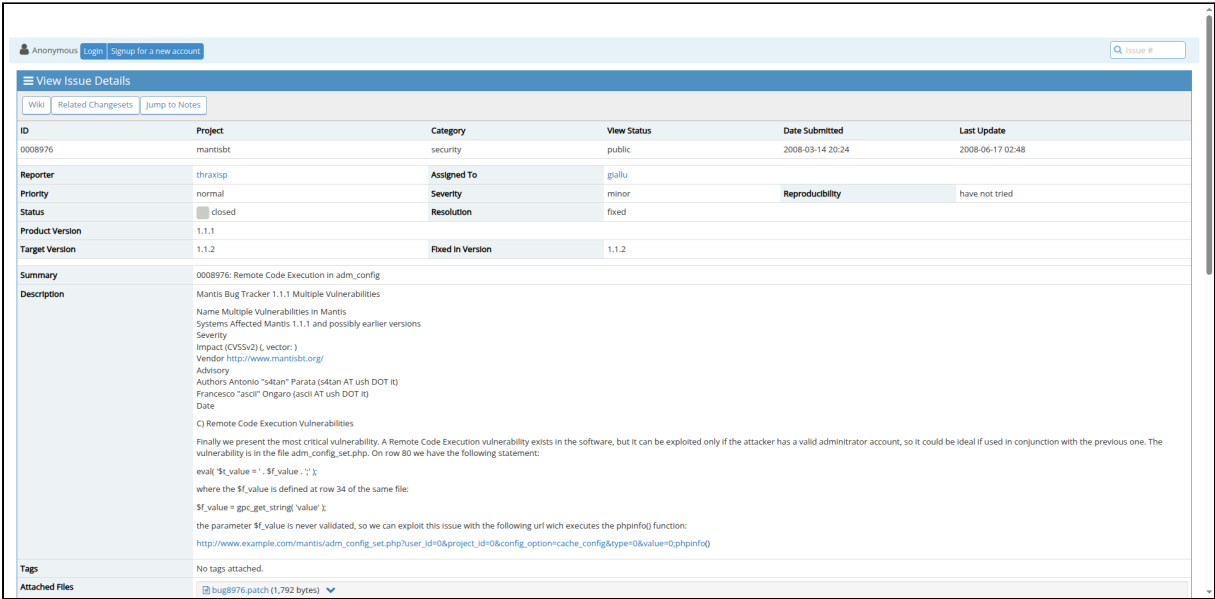 Anonymous Login Signup for a new account Issue #
View Issue Details
Wiki Related Changesets Jump to Notes
ID Project Category View Status Date Submitted Last Update
0008976 mantisbt security public 2008-03-14 20:24 2008-06-17 02:48
Reporter thraxisp Assigned To giallu
Priority normal Severity minor Reproducibility have not tried
Status closed Resolution fixed
Product Version 1.1.1
Target Version 1.1.2 Fixed in Version 1.1.2
Summary 0008976: Remote Code Execution in adm_config
Description Mantis Bug Tracker 1.1.1 Multiple Vulnerabilities
Name Multiple Vulnerabilities in Mantis
Systems Affected Mantis 1.1.1 and possibly earlier versions
Severity
Impact (CVSSv2) (, vector: )
Vendor http://www.mantisbt.org/
Advisory
Authors Antonio "s4tan" Parata (s4tan AT ush DOT it)
Francesco "ascii" Ongaro (ascii AT ush DOT it)
Date
C) Remote Code Execution Vulnerabilities
Finally we present the most critical vulnerability. A Remote Code Execution vulnerability exists in the software, but it can be exploited only if the attacker has a valid adminitrator account, so it could be ideal if used in conjunction with the previous one. The
vulnerability is in the file adm_config_set.php. On row 80 we have the following statement:
eval( '$t_value = ' . $f_value . ';' );
where the $f_value is defined at row 34 of the same file:
$f_value = gpc_get_string( 'value' );
the parameter $f_value is never validated, so we can exploit this issue with the following url wich executes the phpinfo() function:
http://www.example.com/mantis/adm_config_set.php?user_id=0&project_id=0&config_option=cache_config&type=0&value=0;phpinfo()
Tags No tags attached.
Attached Files bug8976.patch (1,792 bytes)